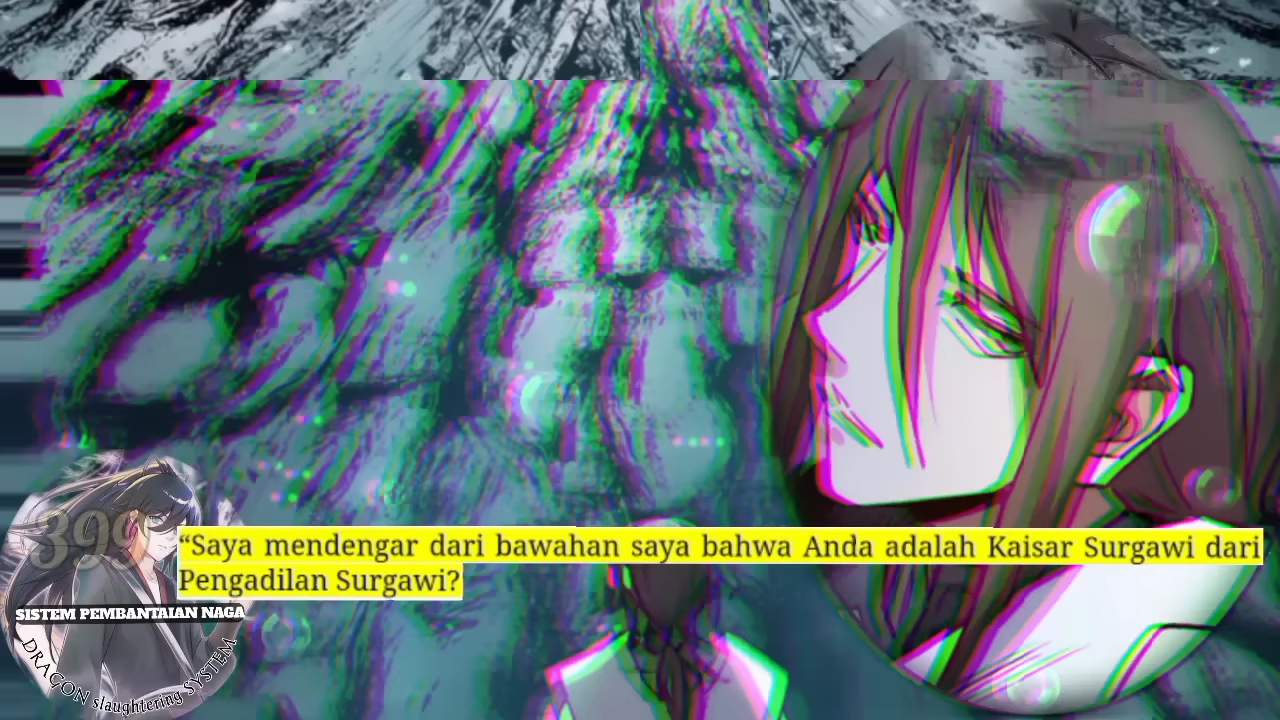 399
“Saya mendengar dari bawahan saya bahwa Anda adalah Kaisar Surgawi dari
Pengadilan Surgawi?
SISTEM PEMBANTAIAN NAGA
DRAGON slaughtering SYSTEM